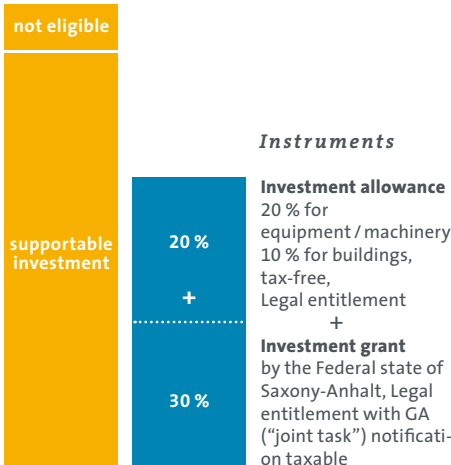 not eligible
Instruments
supportable
investment
20 %
+
30 %
Investment allowance
20 % for
equipment / machinery
10 % for buildings,
tax-free,
Legal entitlement
+
Investment grant
by the Federal state of
Saxony-Anhalt, Legal
entitlement with GA
(“joint task”) notificati-
on taxable